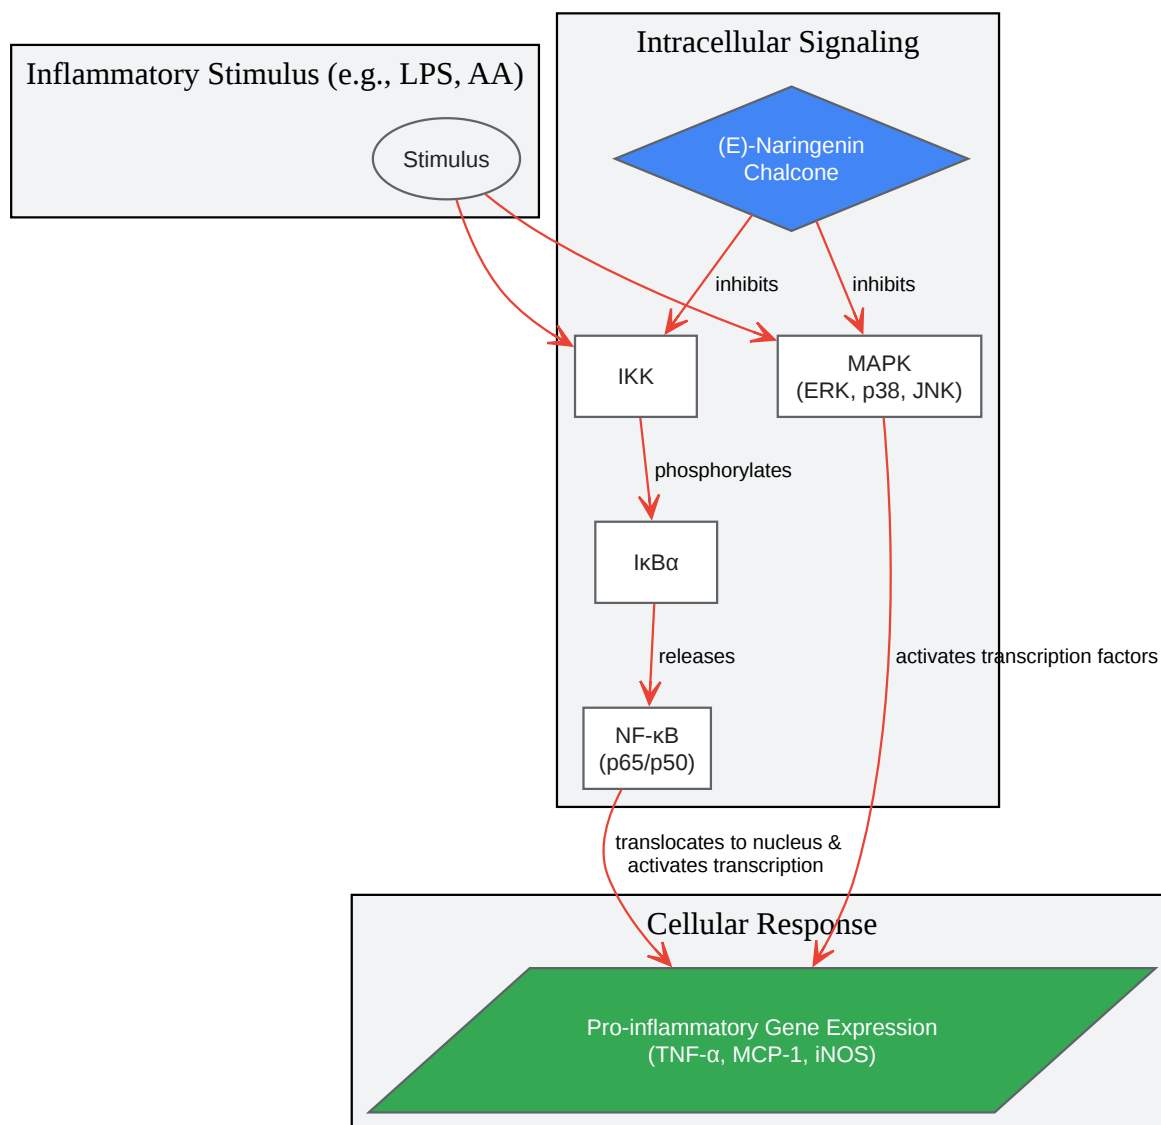 Intracellular Signaling
Inflammatory Stimulus (e.g., LPS, AA)
Stimulus
(E)-Naringenin
Chalcone
inhibits
inhibits
IKK
MAPK
(ERK, p38, JNK)
phosphorylates
IκBα
releases
activates transcription factors
NF-κB
(p65/p50)
translocates to nucleus &
activates transcription
Cellular Response
Pro-inflammatory Gene Expression
(TNF-α, MCP-1, iNOS)